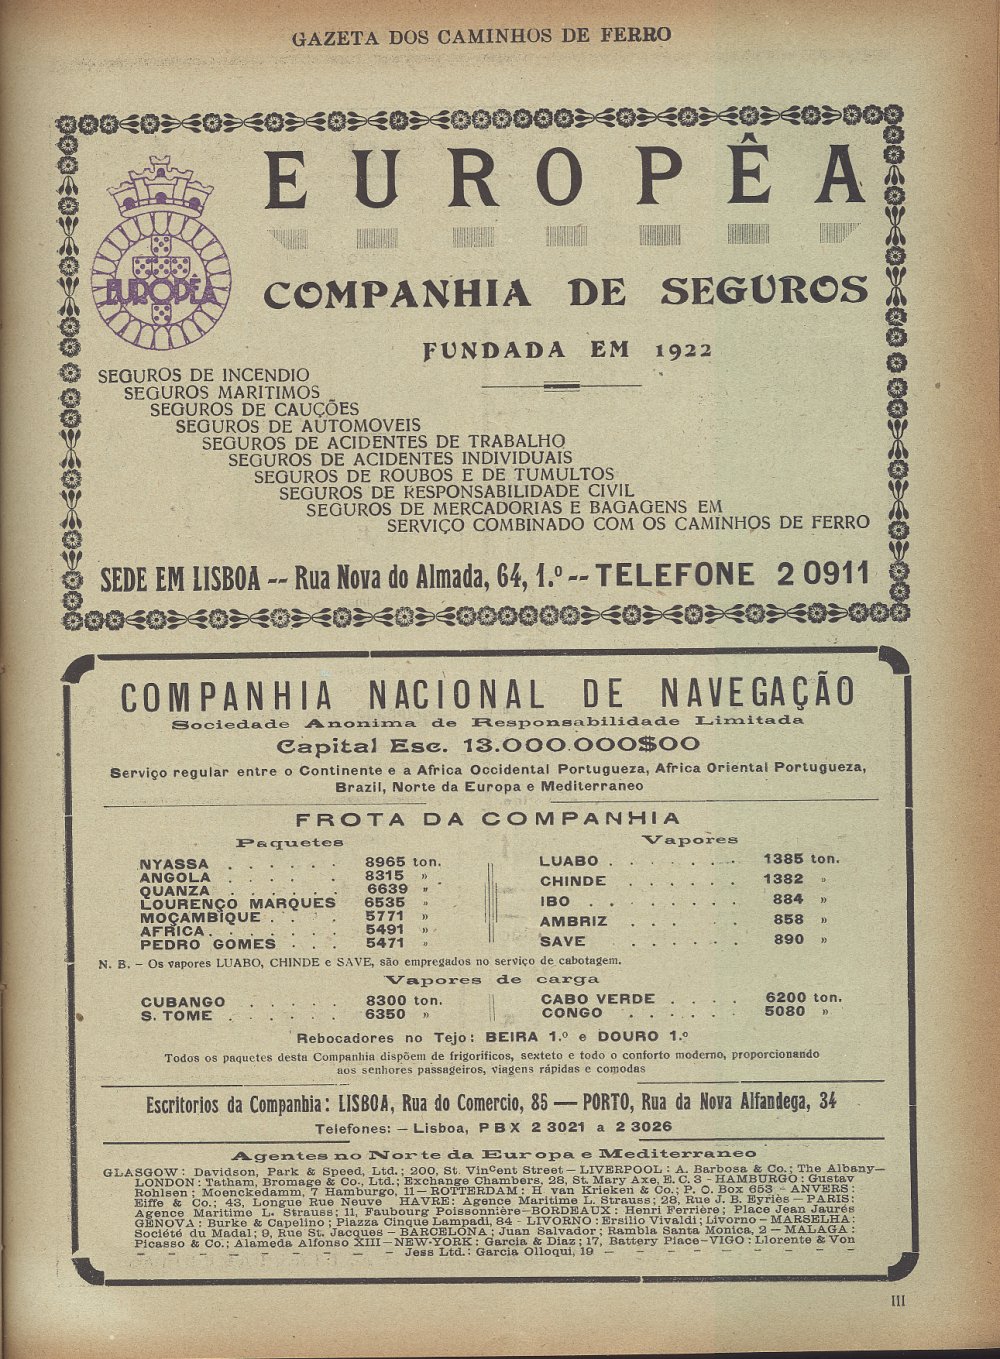 GAZETA DOS CAMINHOS DE FERRO
EUROPÊA
EUROPÊA
COMPANHIA DE SEGUROS
FUNDADA EM 1922
SEGUROS DE INCENDIO
SEGUROS MARITIMOS
SEGUROS DE CAUÇÕES
SEGUROS DE AUTOMOVEIS
SEGUROS DE ACIDENTES DE TRABALHO
SEGUROS DE ACIDENTES INDIVIDUAIS
SEGUROS DE ROUBOS E DE TUMULTOS
SEGUROS DE RESPONSABILIDADE CIVIL
SEGUROS DE MERCADORIAS E BAGAGENS EM
SERVIÇO COMBINADO COM OS CAMINHOS DE FERRO
SEDE EM LISBOA -- Rua Nova do Almada, 64, 1.º -- TELEFONE 2 0911
COMPANHIA NACIONAL DE NAVEGAÇÃO
Sociedade Anonima de Responsabilidade Limitada
Capital Esc. 13.000.000$00
Serviço regular entre o Continente e a Africa Occidental Portugueza, Africa Oriental Portugueza,
Brazil, Norte da Europa e Mediterraneo
FROTA DA COMPANHIA
Paquetes
NYASSA . . . . . . 8965 ton.
ANGOLA . . . . . . 8315 »
QUANZA . . . . . . 6639 »
LOURENÇO MARQUES 6535 »
MOÇAMBIQUE . . . . 5771 »
AFRICA . . . . . . 5491 »
PEDRO GOMES . . . 5471 »
Vapores
LUABO . . . . . . . 1385 ton.
CHINDE . . . . . . 1382 »
IBO . . . . . . . . 884 »
AMBRIZ . . . . . . 858 »
SAVE . . . . . . 890 »
N. B. – Os vapores LUABO, CHINDE e SAVE, são empregados no serviço de cabotagem.
Vapores de carga
CUBANGO . . . . . 8300 ton.
S. TOME . . . . . . 6350 »
CABO VERDE . . . . 6200 ton.
CONGO . . . . . . 5080 »
Rebocadores no Tejo: BEIRA 1.º e DOURO 1.º
Todos os paquetes desta Companhia dispõem de frigorificos, sexteto e todo o conforto moderno, proporcionando
aos senhores passageiros, viagens rápidas e comodas
Escritorios da Companhia: LISBOA, Rua do Comercio, 85 — PORTO, Rua da Nova Alfandega, 34
Telefones: – Lisboa, PBX 2 3021 a 2 3026
Agentes no Norte da Europa e Mediterraneo
GLASGOW: Davidson, Park & Speed, Ltd.; 200, St. Vincent Street – LIVERPOOL: A. Barbosa & Co.; The Albany–
LONDON: Tatham, Bromage & Co., Ltd.; Exchange Chambers, 28, St. Mary Axe, E. C. 3 - HAMBURGO: Gustav
Rohlsen; Moenckedamm, 7 Hamburgo, 11 – ROTTERDAM: H van Krieken & Co.; P. O. Box 653 - ANVERS:
Eiffe & Co.; 43, Longue Rue Neuve HAVRE: Agence Maritime L. Strauss; 28, Rue J. B. Eyriès – PARIS:
Agence Maritime L. Strauss; 11, Faubourg Poissonnière – BORDEAUX: Henri Ferrière; Place Jean Jaurés
GÉNOVA: Burke & Capelino; Piazza Cinque Lampadi, 84 - LIVORNO: Ersilio Vivaldi; Livorno – MARSELHA:
Société du Madal; 9, Rue St. Jacques – BARCELONA; Juan Salvador; Rambla Santa Monica, 2 – MALAGA:
Picasso & Co.; Alameda Alfonso XIII – NEW-YORK: Garcia & Diaz; 17, Battery Place – VIGO: Llorente & Von
Jess Ltd.: Garcia Olloqui, 19
III